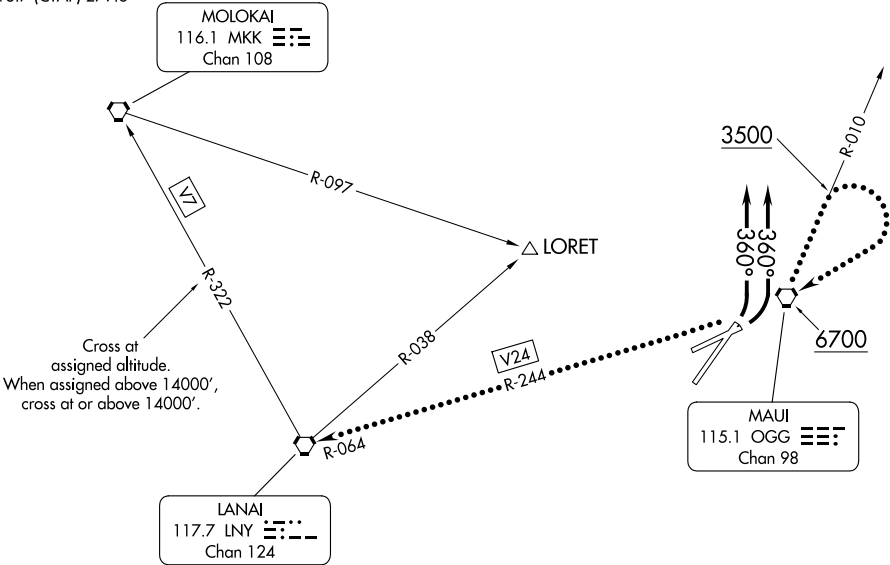 MOLOKAI
116.1 MKK
Chan 108
R-097
V7
R-322
LORET
R-038
3500
R-010
360°
360°
6700
Cross at
assigned altitude.
When assigned above 14000',
cross at or above 14000'.
V24
R-244
R-064
MAUI
115.1 OGG
Chan 98
LANAI
117.7 LNY
Chan 124